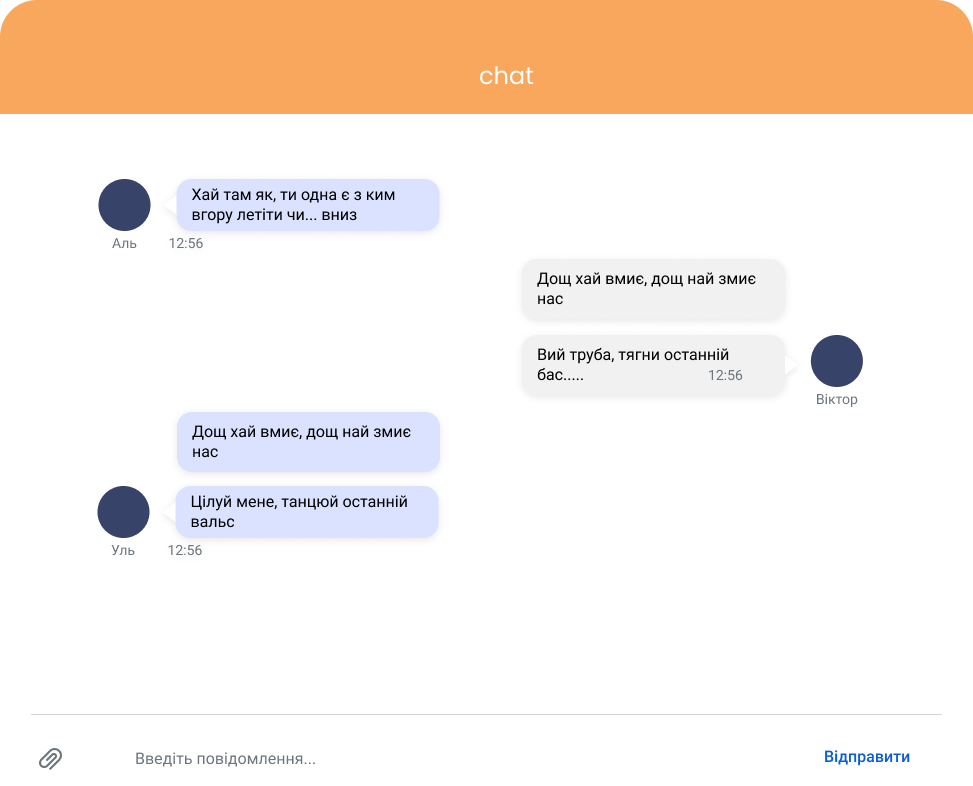 chat
Хай там як, ти одна є з ким
вгору летіти чи... вниз
Аль
12:56
Дощ хай вмиє, дощ най змиє
нас
Вий труба, тягни останній
бас.....
12:56
Віктор
Дощ хай вмиє, дощ най змиє
нас
Цілуй мене, танцюй останній
вальс
Уль
12:56
Введіть повідомлення...
Відправити